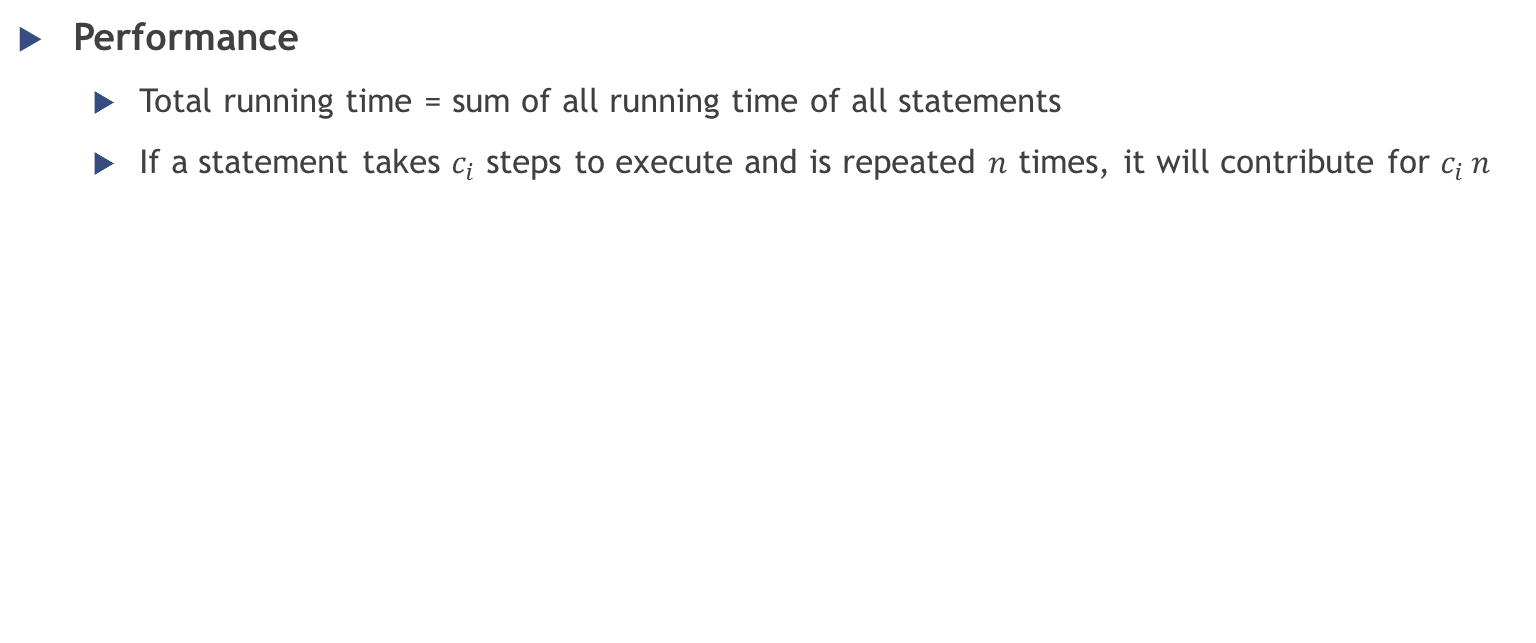 Performance
Total running time = sum of all running time of all statements
If a statement takes cᵢ steps to execute and is repeated n times, it will contribute for cᵢ n